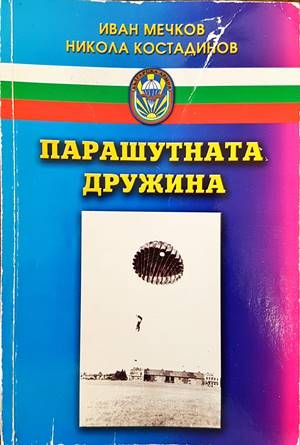 ИВАН МЕЧКОВ
НИКОЛА КОСТАДИНОВ
ПАРАШУТНАТА
ДРУЖИНА